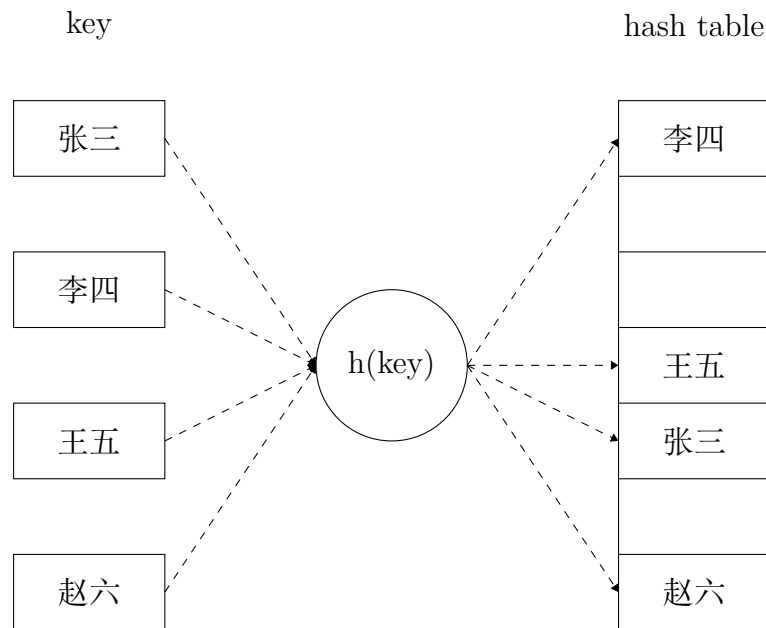 key
hash table
张三
李四
王五
赵六
h(key)
李四
王五
张三
赵六